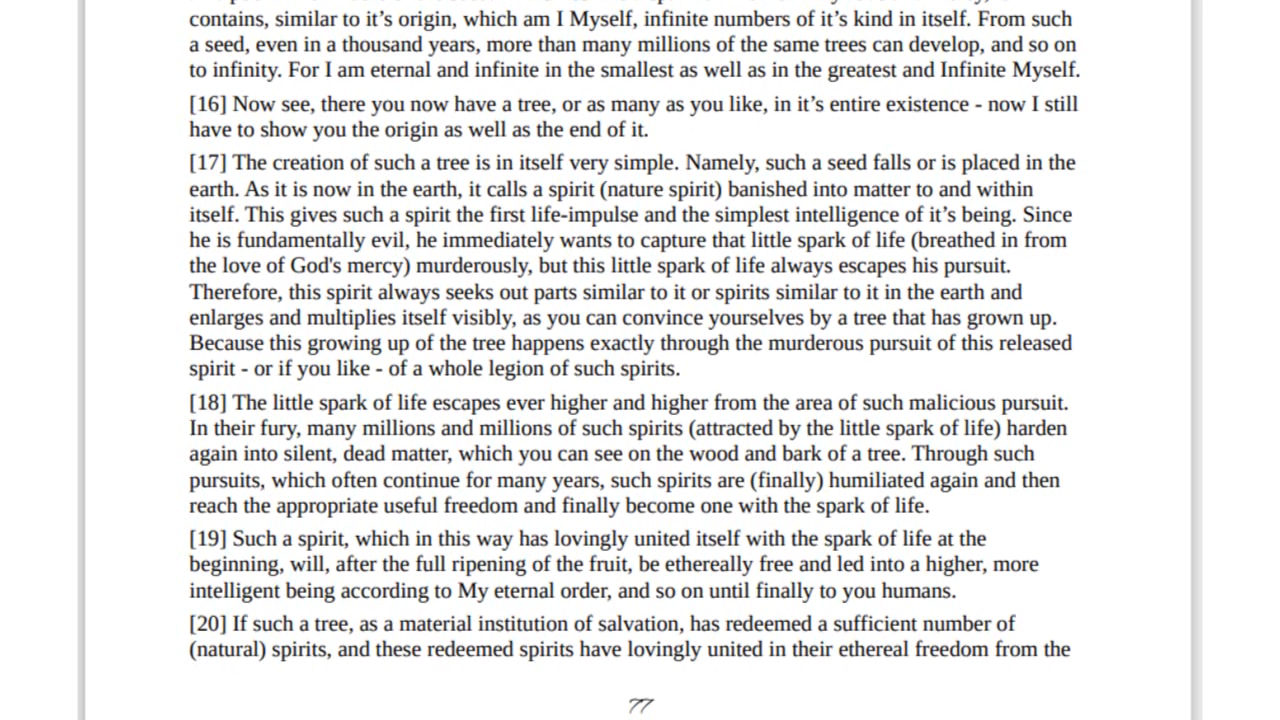 contains, similar to it’s origin, which am I Myself, infinite numbers of it’s kind in itself. From such
a seed, even in a thousand years, more than many millions of the same trees can develop, and so on
to infinity. For I am eternal and infinite in the smallest as well as in the greatest and Infinite Myself.
[16] Now see, there you now have a tree, or as many as you like, in it’s entire existence - now I still
have to show you the origin as well as the end of it.
[17] The creation of such a tree is in itself very simple. Namely, such a seed falls or is placed in the
earth. As it is now in the earth, it calls a spirit (nature spirit) banished into matter to and within
itself. This gives such a spirit the first life-impulse and the simplest intelligence of it’s being. Since
he is fundamentally evil, he immediately wants to capture that little spark of life (breathed in from
the love of God's mercy) murderously, but this little spark of life always escapes his pursuit.
Therefore, this spirit always seeks out parts similar to it or spirits similar to it in the earth and
enlarges and multiplies itself visibly, as you can convince yourselves by a tree that has grown up.
Because this growing up of the tree happens exactly through the murderous pursuit of this released
spirit - or if you like - of a whole legion of such spirits.
[18] The little spark of life escapes ever higher and higher from the area of such malicious pursuit.
In their fury, many millions and millions of such spirits (attracted by the little spark of life) harden
again into silent, dead matter, which you can see on the wood and bark of a tree. Through such
pursuits, which often continue for many years, such spirits are (finally) humiliated again and then
reach the appropriate useful freedom and finally become one with the spark of life.
[19] Such a spirit, which in this way has lovingly united itself with the spark of life at the
beginning, will, after the full ripening of the fruit, be ethereally free and led into a higher, more
intelligent being according to My eternal order, and so on until finally to you humans.
[20] If such a tree, as a material institution of salvation, has redeemed a sufficient number of
(natural) spirits, and these redeemed spirits have lovingly united in their ethereal freedom from the
77